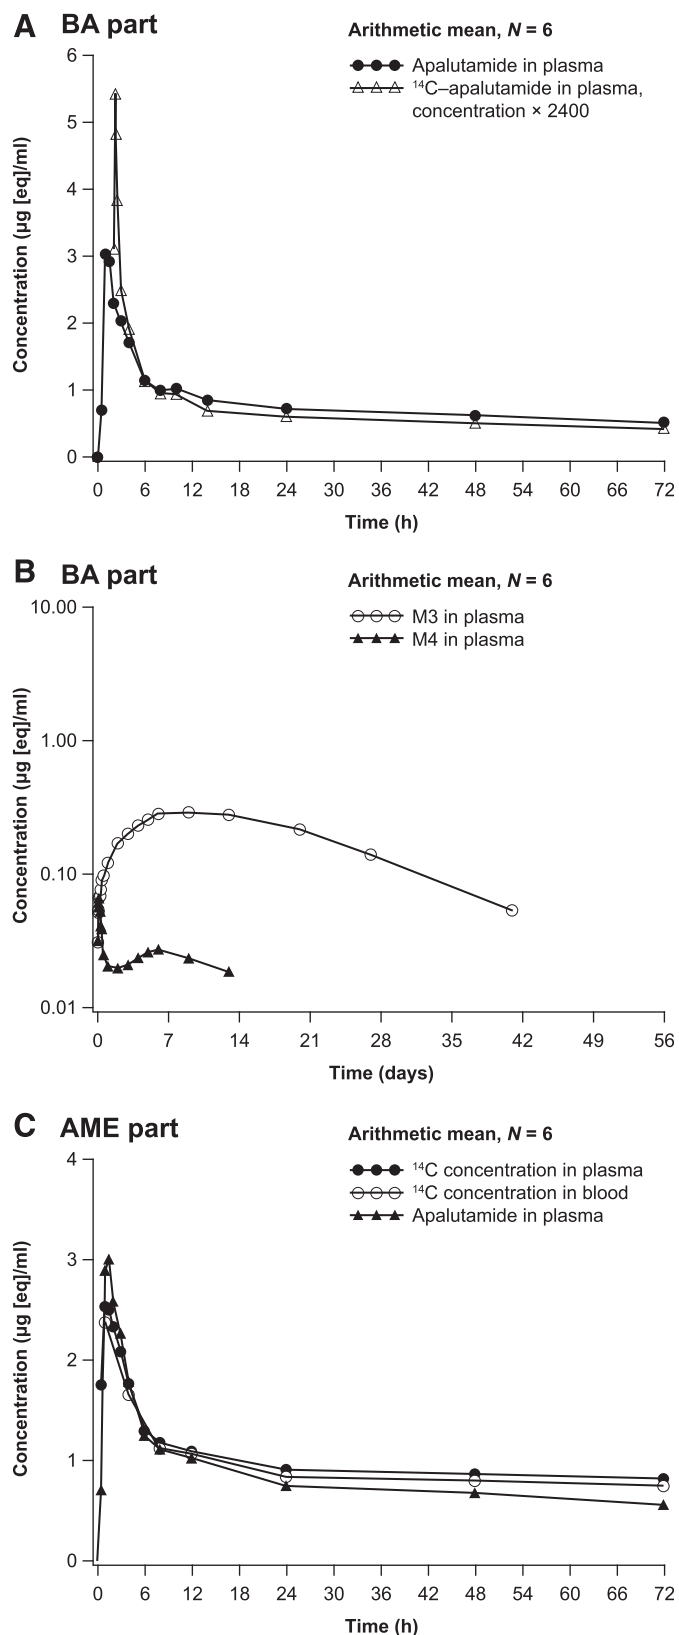 A BA part
Arithmetic mean, N = 6
Apalutamide in plasma
¹⁴C–apalutamide in plasma,
concentration × 2400
Concentration (µg [eq]/ml)
6
5
4
3
2
1
0
0 6 12 18 24 30 36 42 48 54 60 66 72
Time (h)
B BA part
Arithmetic mean, N = 6
M3 in plasma
M4 in plasma
Concentration (µg [eq]/ml)
10.00
1.00
0.10
0.01
0 7 14 21 28 35 42 49 56
Time (days)
C AME part
Arithmetic mean, N = 6
¹⁴C concentration in plasma
¹⁴C concentration in blood
Apalutamide in plasma
Concentration (µg [eq]/ml)
4
3
2
1
0
0 6 12 18 24 30 36 42 48 54 60 66 72
Time (h)